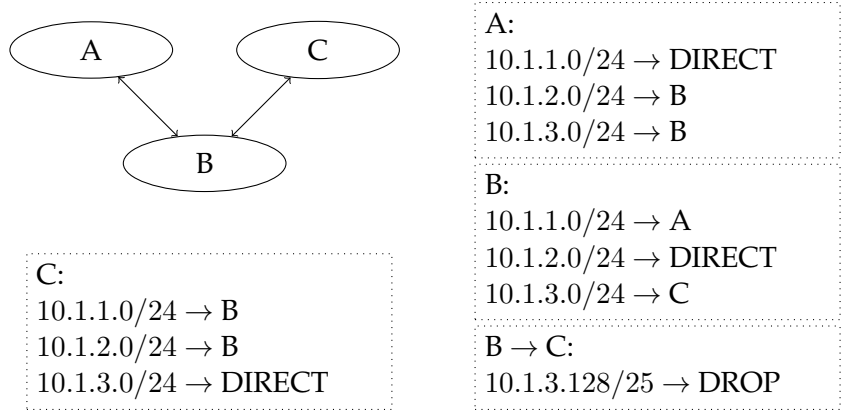 A
C
B
A:
10.1.1.0/24 → DIRECT
10.1.2.0/24 → B
10.1.3.0/24 → B
B:
10.1.1.0/24 → A
10.1.2.0/24 → DIRECT
10.1.3.0/24 → C
C:
10.1.1.0/24 → B
10.1.2.0/24 → B
10.1.3.0/24 → DIRECT
B → C:
10.1.3.128/25 → DROP